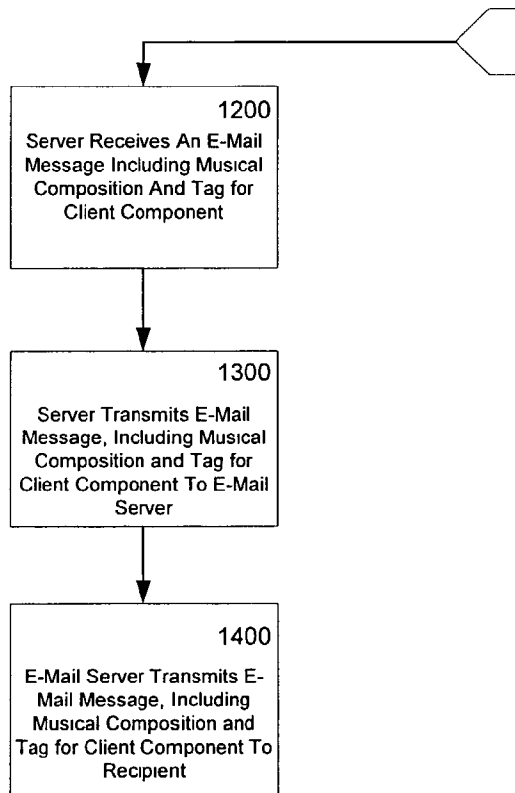 1200
Server Receives An E-Mail
Message Including Musical
Composition And Tag for
Client Component
1300
Server Transmits E-Mail
Message, Including Musical
Composition and Tag for
Client Component To E-Mail
Server
1400
E-Mail Server Transmits E-
Mail Message, Including
Musical Composition and
Tag for Client Component To
Recipient